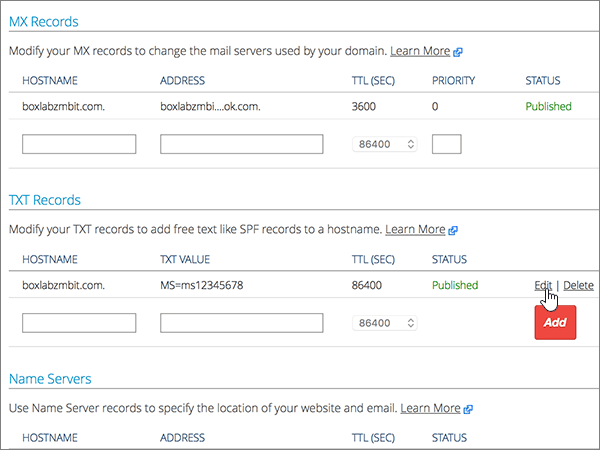 MX Records
Modify your MX records to change the mail servers used by your domain. Learn More
HOSTNAME ADDRESS TTL (SEC) PRIORITY STATUS
boxlabzmbit.com. boxlabzmbi....ok.com. 3600 0 Published
86400
TXT Records
Modify your TXT records to add free text like SPF records to a hostname. Learn More
HOSTNAME TXT VALUE TTL (SEC) STATUS
boxlabzmbit.com. MS=ms12345678 86400 Published Edit | Delete
86400 Add
Name Servers
Use Name Server records to specify the location of your website and email. Learn More
HOSTNAME ADDRESS TTL (SEC) STATUS